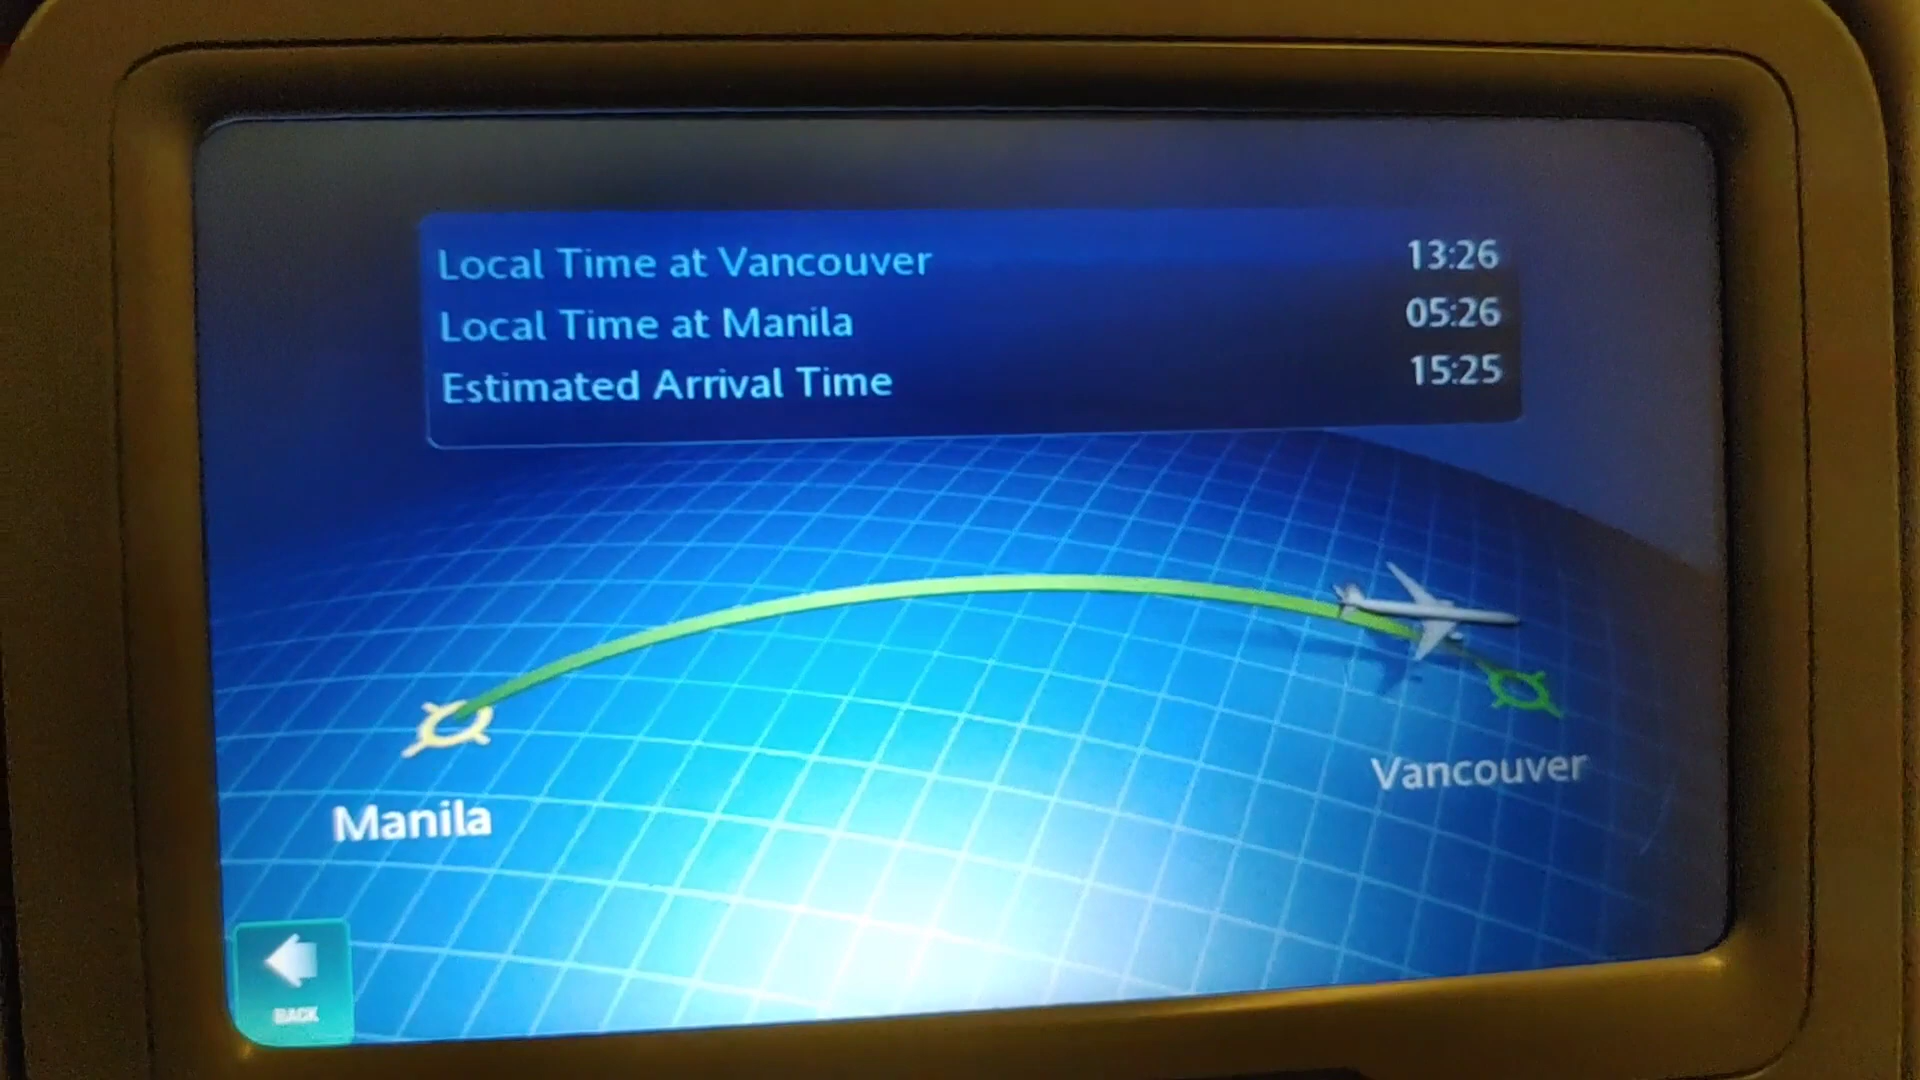 Local Time at Vancouver 13:26
Local Time at Manila 05:26
Estimated Arrival Time 15:25
Vancouver
Manila
BACK